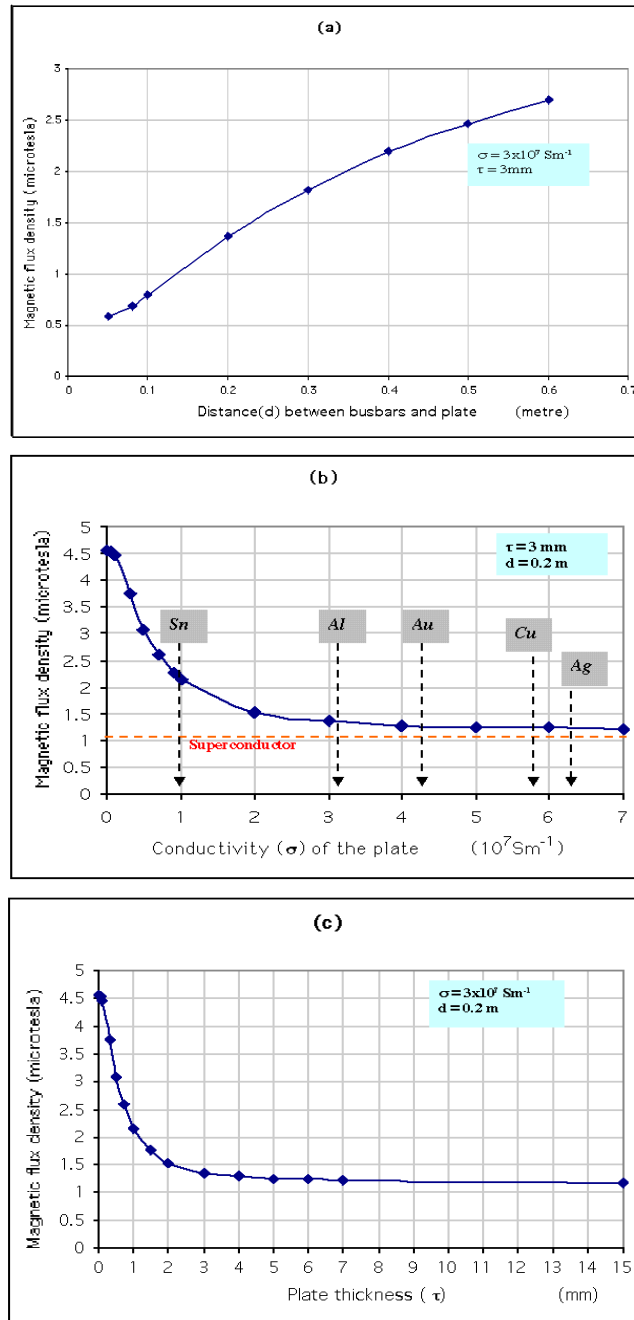 (a)
Magnetic flux density (microtesla)
3
2.5
2
1.5
1
0.5
0
σ = 3x10⁷ Sm⁻¹
τ = 3mm
0 0.1 0.2 0.3 0.4 0.5 0.6 0.7
Distance(d) between busbars and plate (metre)
(b)
Magnetic flux density (microtesla)
5
4.5
4
3.5
3
2.5
2
1.5
1
0.5
0
τ = 3 mm
d = 0.2 m
Sn Al Au Cu Ag
Superconductor
0 1 2 3 4 5 6 7
Conductivity (σ) of the plate (10⁷Sm⁻¹)
(c)
Magnetic flux density (microtesla)
5
4.5
4
3.5
3
2.5
2
1.5
1
0.5
0
σ = 3x10⁷ Sm⁻¹
d = 0.2 m
0 1 2 3 4 5 6 7 8 9 10 11 12 13 14 15
Plate thickness ( τ) (mm)